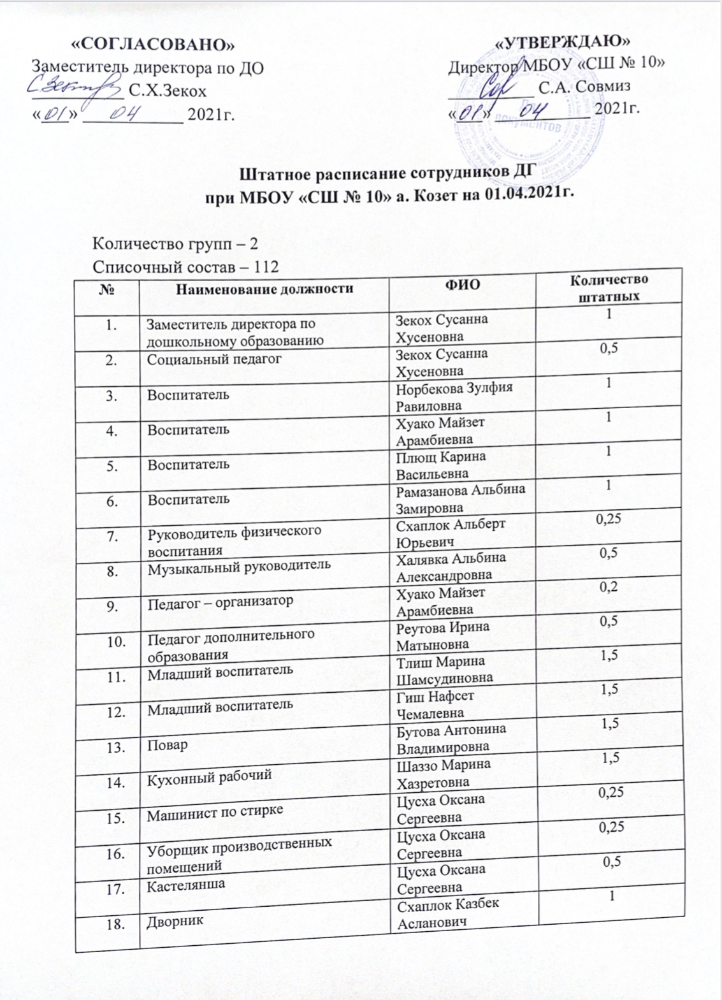 «СОГЛАСОВАНО»
Заместитель директора по ДО
С.Х.Зекох
«01» 04 2021г.
«УТВЕРЖДАЮ»
Директор МБОУ «СШ № 10»
С.А. Совмиз
«01» 04 2021г.
документов
Штатное расписание сотрудников ДГ
при МБОУ «СШ № 10» а. Козет на 01.04.2021г.
Количество групп – 2
Списочный состав – 112
№ Наименование должности ФИО Количество
штатных
1. Заместитель директора по Зекох Сусанна 1
дошкольному образованию Хусеновна
2. Социальный педагог Зекох Сусанна 0,5
Хусеновна
3. Воспитатель Норбекова Зулфия 1
Равиловна
4. Воспитатель Хуако Майзет 1
Арамбиевна
5. Воспитатель Плющ Карина 1
Васильевна
6. Воспитатель Рамазанова Альбина 1
Замировна
7. Руководитель физического Схаплок Альберт 0,25
воспитания Юрьевич
8. Музыкальный руководитель Халявка Альбина 0,5
Александровна
9. Педагог – организатор Хуако Майзет 0,2
Арамбиевна
10. Педагог дополнительного Реутова Ирина 0,5
образования Матыновна
11. Младший воспитатель Тлиш Марина 1,5
Шамсудиновна
12. Младший воспитатель Гиш Нафсет 1,5
Чемалевна
13. Повар Бутова Антонина 1,5
Владимировна
14. Кухонный рабочий Шаззо Марина 1,5
Хазретовна
15. Машинист по стирке Цусха Оксана 0,25
Сергеевна
16. Уборщик производственных Цусха Оксана 0,25
помещений Сергеевна
17. Кастелянша Цусха Оксана 0,5
Сергеевна
18. Дворник Схаплок Казбек 1
Асланович